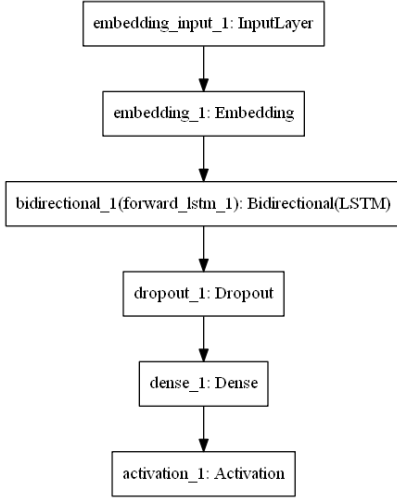 embedding_input_1: InputLayer
embedding_1: Embedding
bidirectional_1(forward_lstm_1): Bidirectional(LSTM)
dropout_1: Dropout
dense_1: Dense
activation_1: Activation